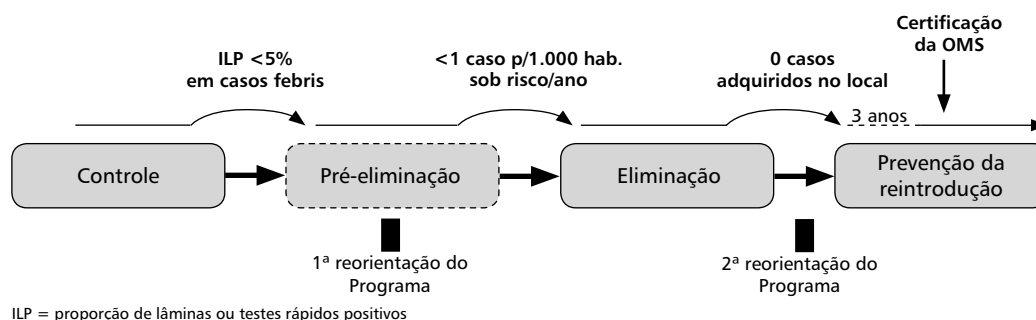 Certificação
da OMS
ILP <5%
em casos febris
<1 caso p/1.000 hab.
sob risco/ano
0 casos
adquiridos no local
3 anos
Controle
Pré-eliminação
Eliminação
Prevenção da
reintrodução
1ª reorientação do
Programa
2ª reorientação do
Programa
ILP = proporção de lâminas ou testes rápidos positivos